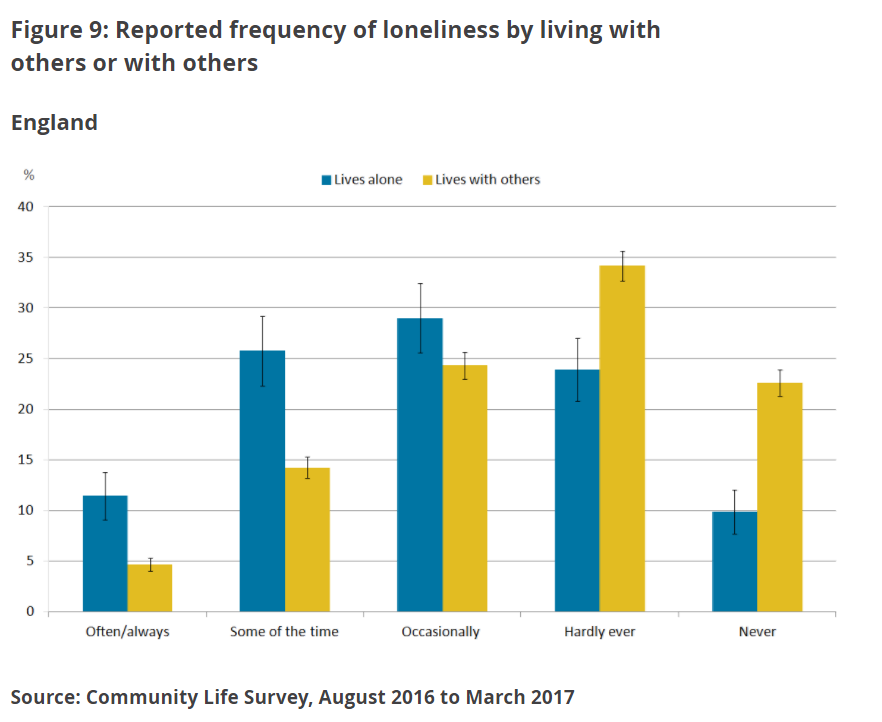 Figure 9: Reported frequency of loneliness by living with
others or with others
England
%
Lives alone Lives with others
40
35
30
25
20
15
10
5
0
Often/always Some of the time Occasionally Hardly ever Never
Source: Community Life Survey, August 2016 to March 2017